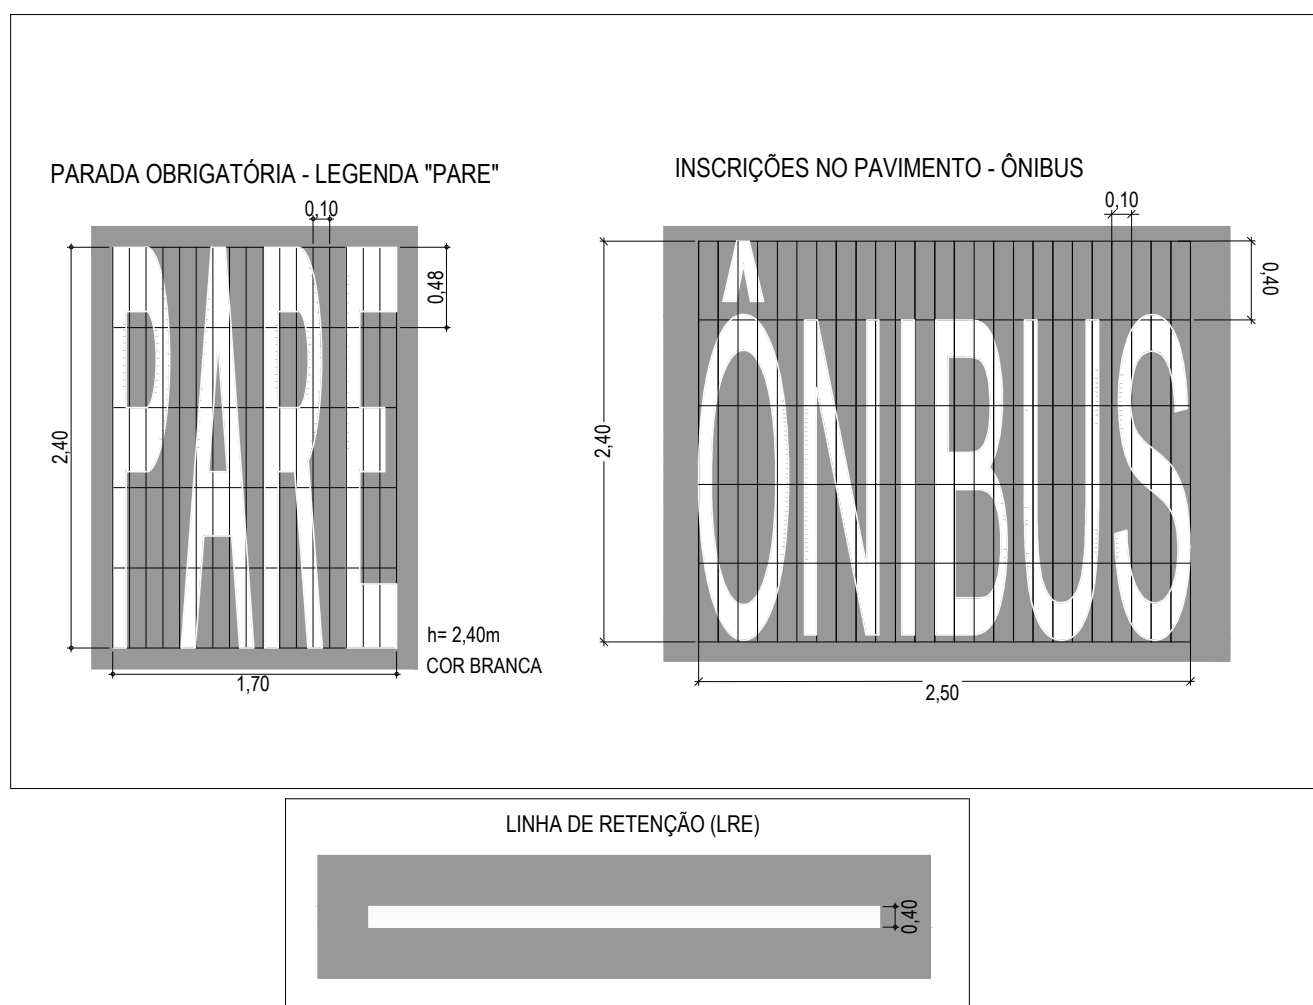 PARADA OBRIGATÓRIA - LEGENDA "PARE"
0,10
0,48
2,40
PARE
h= 2,40m
COR BRANCA
1,70
INSCRIÇÕES NO PAVIMENTO - ÔNIBUS
0,10
0,40
2,40
ÔNIBUS
2,50
LINHA DE RETENÇÃO (LRE)
0,40